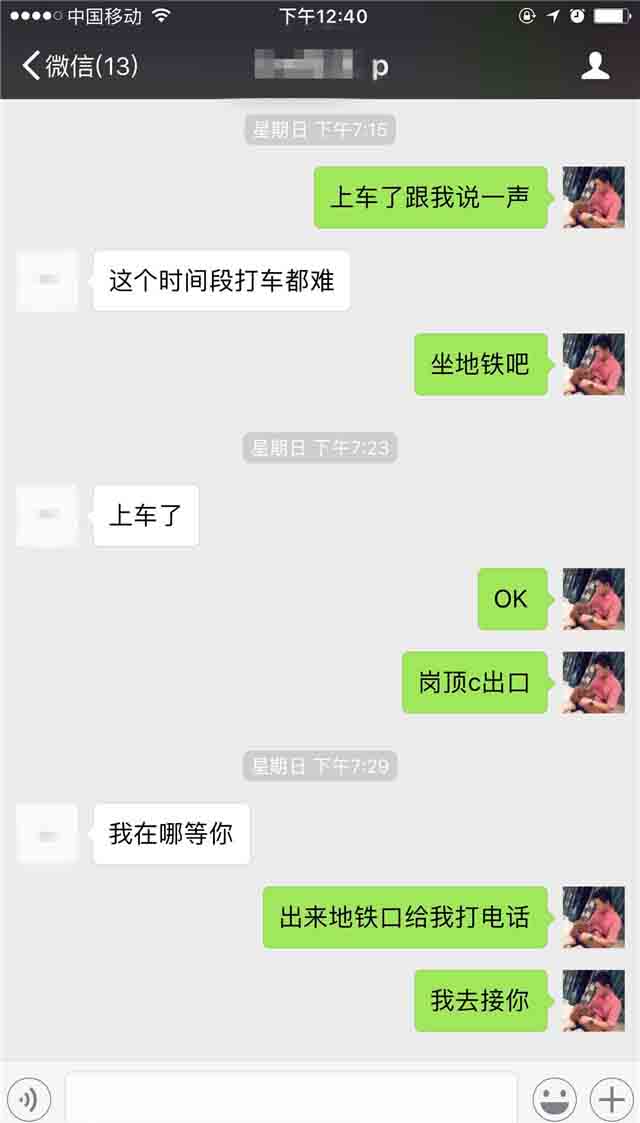 中国移动 下午12:40
微信(13) p
星期日 下午7:15
上车了跟我说一声
这个时间段打车都难
坐地铁吧
星期日 下午7:23
上车了
OK
岗顶c出口
星期日 下午7:29
我在哪等你
出来地铁口给我打电话
我去接你